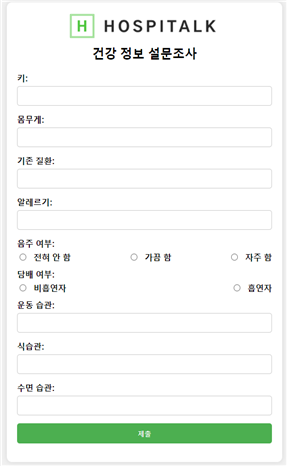 H HOSPITALK
건강 정보 설문조사
키:
몸무게:
기존 질환:
알레르기:
음주 여부:
전혀 안 함 가끔 함 자주 함
담배 여부:
비흡연자 흡연자
운동 습관:
식습관:
수면 습관:
제출